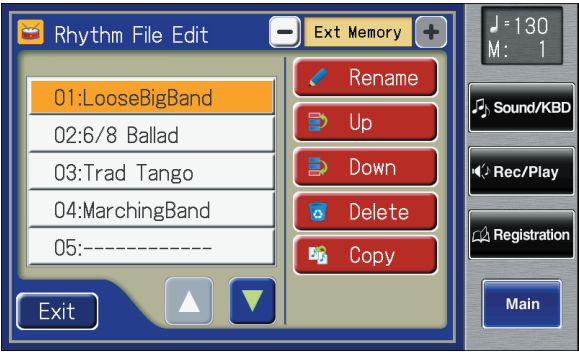 Rhythm File Edit
Ext Memory
01:LooseBigBand
02:6/8 Ballad
03:Trad Tango
04:MarchingBand
05:------------
Rename
Up
Down
Delete
Copy
Exit
♩=130
M: 1
Sound/KBD
Rec/Play
Registration
Main